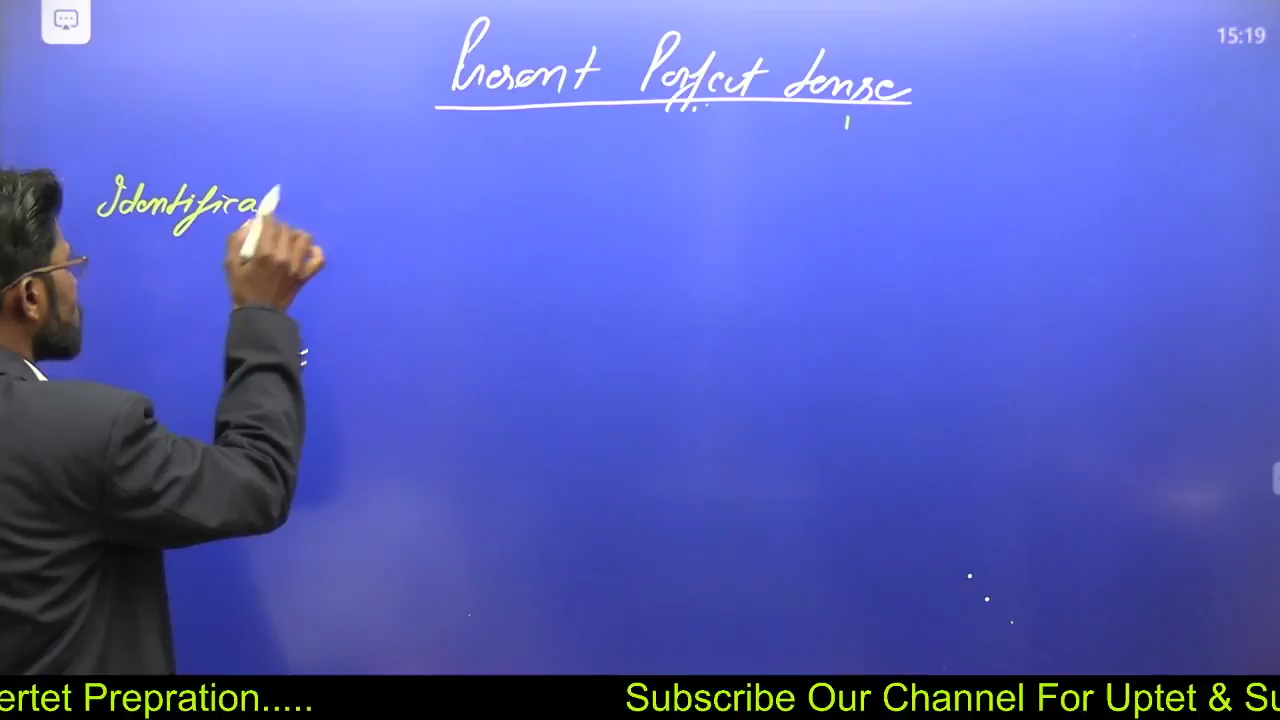 15:19
Present Perfect tense
Identifica
ertet Prepration..... Subscribe Our Channel For Uptet & Su